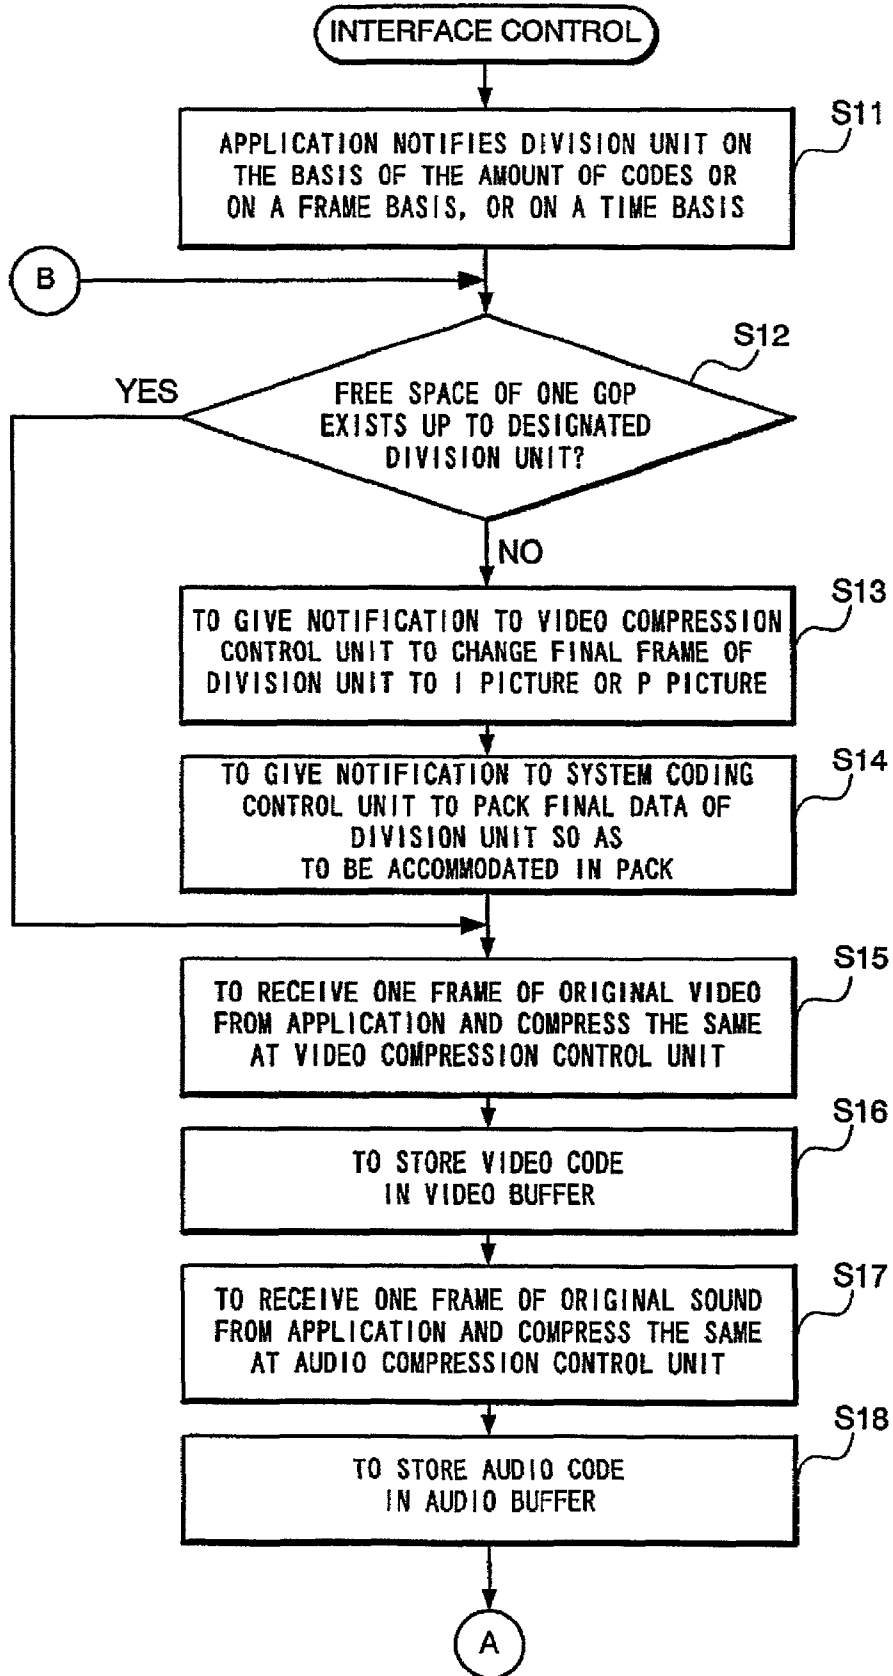 INTERFACE CONTROL
S11
APPLICATION NOTIFIES DIVISION UNIT ON
THE BASIS OF THE AMOUNT OF CODES OR
ON A FRAME BASIS, OR ON A TIME BASIS
B
S12
YES
FREE SPACE OF ONE GOP
EXISTS UP TO DESIGNATED
DIVISION UNIT?
NO
S13
TO GIVE NOTIFICATION TO VIDEO COMPRESSION
CONTROL UNIT TO CHANGE FINAL FRAME OF
DIVISION UNIT TO I PICTURE OR P PICTURE
S14
TO GIVE NOTIFICATION TO SYSTEM CODING
CONTROL UNIT TO PACK FINAL DATA OF
DIVISION UNIT SO AS
TO BE ACCOMMODATED IN PACK
S15
TO RECEIVE ONE FRAME OF ORIGINAL VIDEO
FROM APPLICATION AND COMPRESS THE SAME
AT VIDEO COMPRESSION CONTROL UNIT
S16
TO STORE VIDEO CODE
IN VIDEO BUFFER
S17
TO RECEIVE ONE FRAME OF ORIGINAL SOUND
FROM APPLICATION AND COMPRESS THE SAME
AT AUDIO COMPRESSION CONTROL UNIT
S18
TO STORE AUDIO CODE
IN AUDIO BUFFER
A